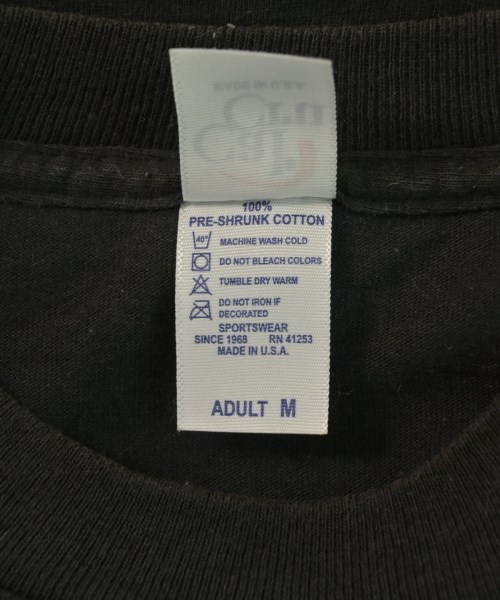 100%
PRE-SHRUNK COTTON
40°
MACHINE WASH COLD
DO NOT BLEACH COLORS
TUMBLE DRY WARM
DO NOT IRON IF
DECORATED
SPORTSWEAR
SINCE 1968 RN 41253
MADE IN U.S.A.
ADULT M